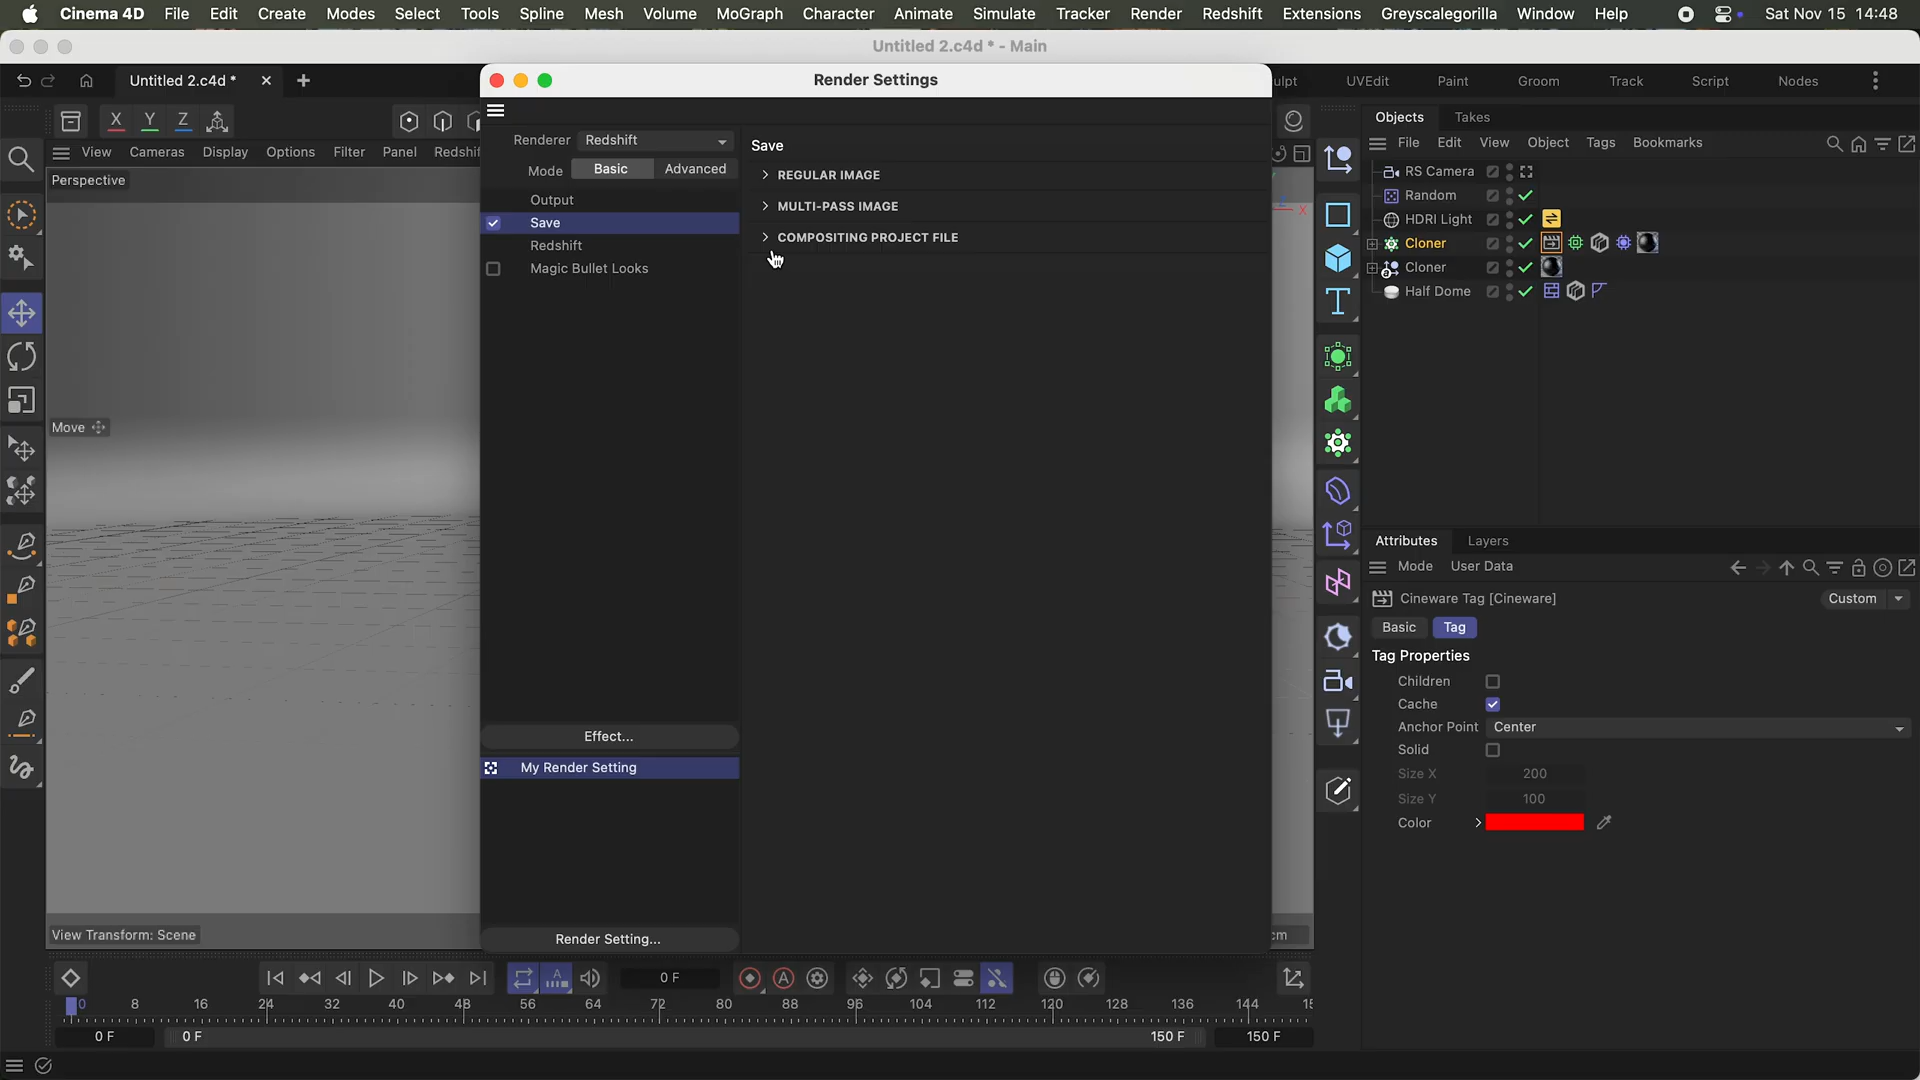 Cinema 4D File Edit Create Modes Select Tools Spline Mesh Volume MoGraph Character Animate Simulate Tracker Render Redshift Extensions Greyscalegorilla Window Help Sat Nov 15 14:48
Untitled 2.c4d * - Main
Untitled 2.c4d * Render Settings UVEdit Paint Groom Track Script Nodes
X Y Z
Objects Takes
View Cameras Display Options Filter Panel
File Edit View Object Tags Bookmarks
Perspective
Renderer Redshift
Mode Basic Advanced
Output
Save
Redshift
Magic Bullet Looks
Save
REGULAR IMAGE
MULTI-PASS IMAGE
COMPOSITING PROJECT FILE
RS Camera
Random
HDRI Light
Cloner
Cloner
Half Dome
Move
Attributes Layers
Mode User Data
Cineware Tag [Cineware] Custom
Basic Tag
Tag Properties
Children
Cache
Anchor Point Center
Solid
Size X 200
Size Y 100
Color
Effect...
My Render Setting
Render Setting...
View Transform: Scene
cm
0 F
0 8 16 24 32 40 48 56 64 72 80 88 96 104 112 120 128 136 144 15
0 F 0 F 150 F 150 F